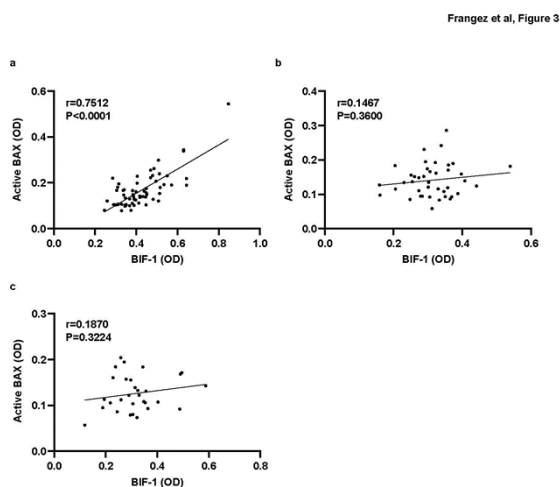 Frangez et al, Figure 3
a
r=0.7512
P<0.0001
Active BAX (OD)
0.6
0.4
0.2
0.0
0.0 0.2 0.4 0.6 0.8 1.0
BIF-1 (OD)
b
r=0.1467
P=0.3600
Active BAX (OD)
0.4
0.3
0.2
0.1
0.0
0.0 0.2 0.4 0.6
BIF-1 (OD)
c
r=0.1870
P=0.3224
Active BAX (OD)
0.3
0.2
0.1
0.0
0.0 0.2 0.4 0.6 0.8
BIF-1 (OD)